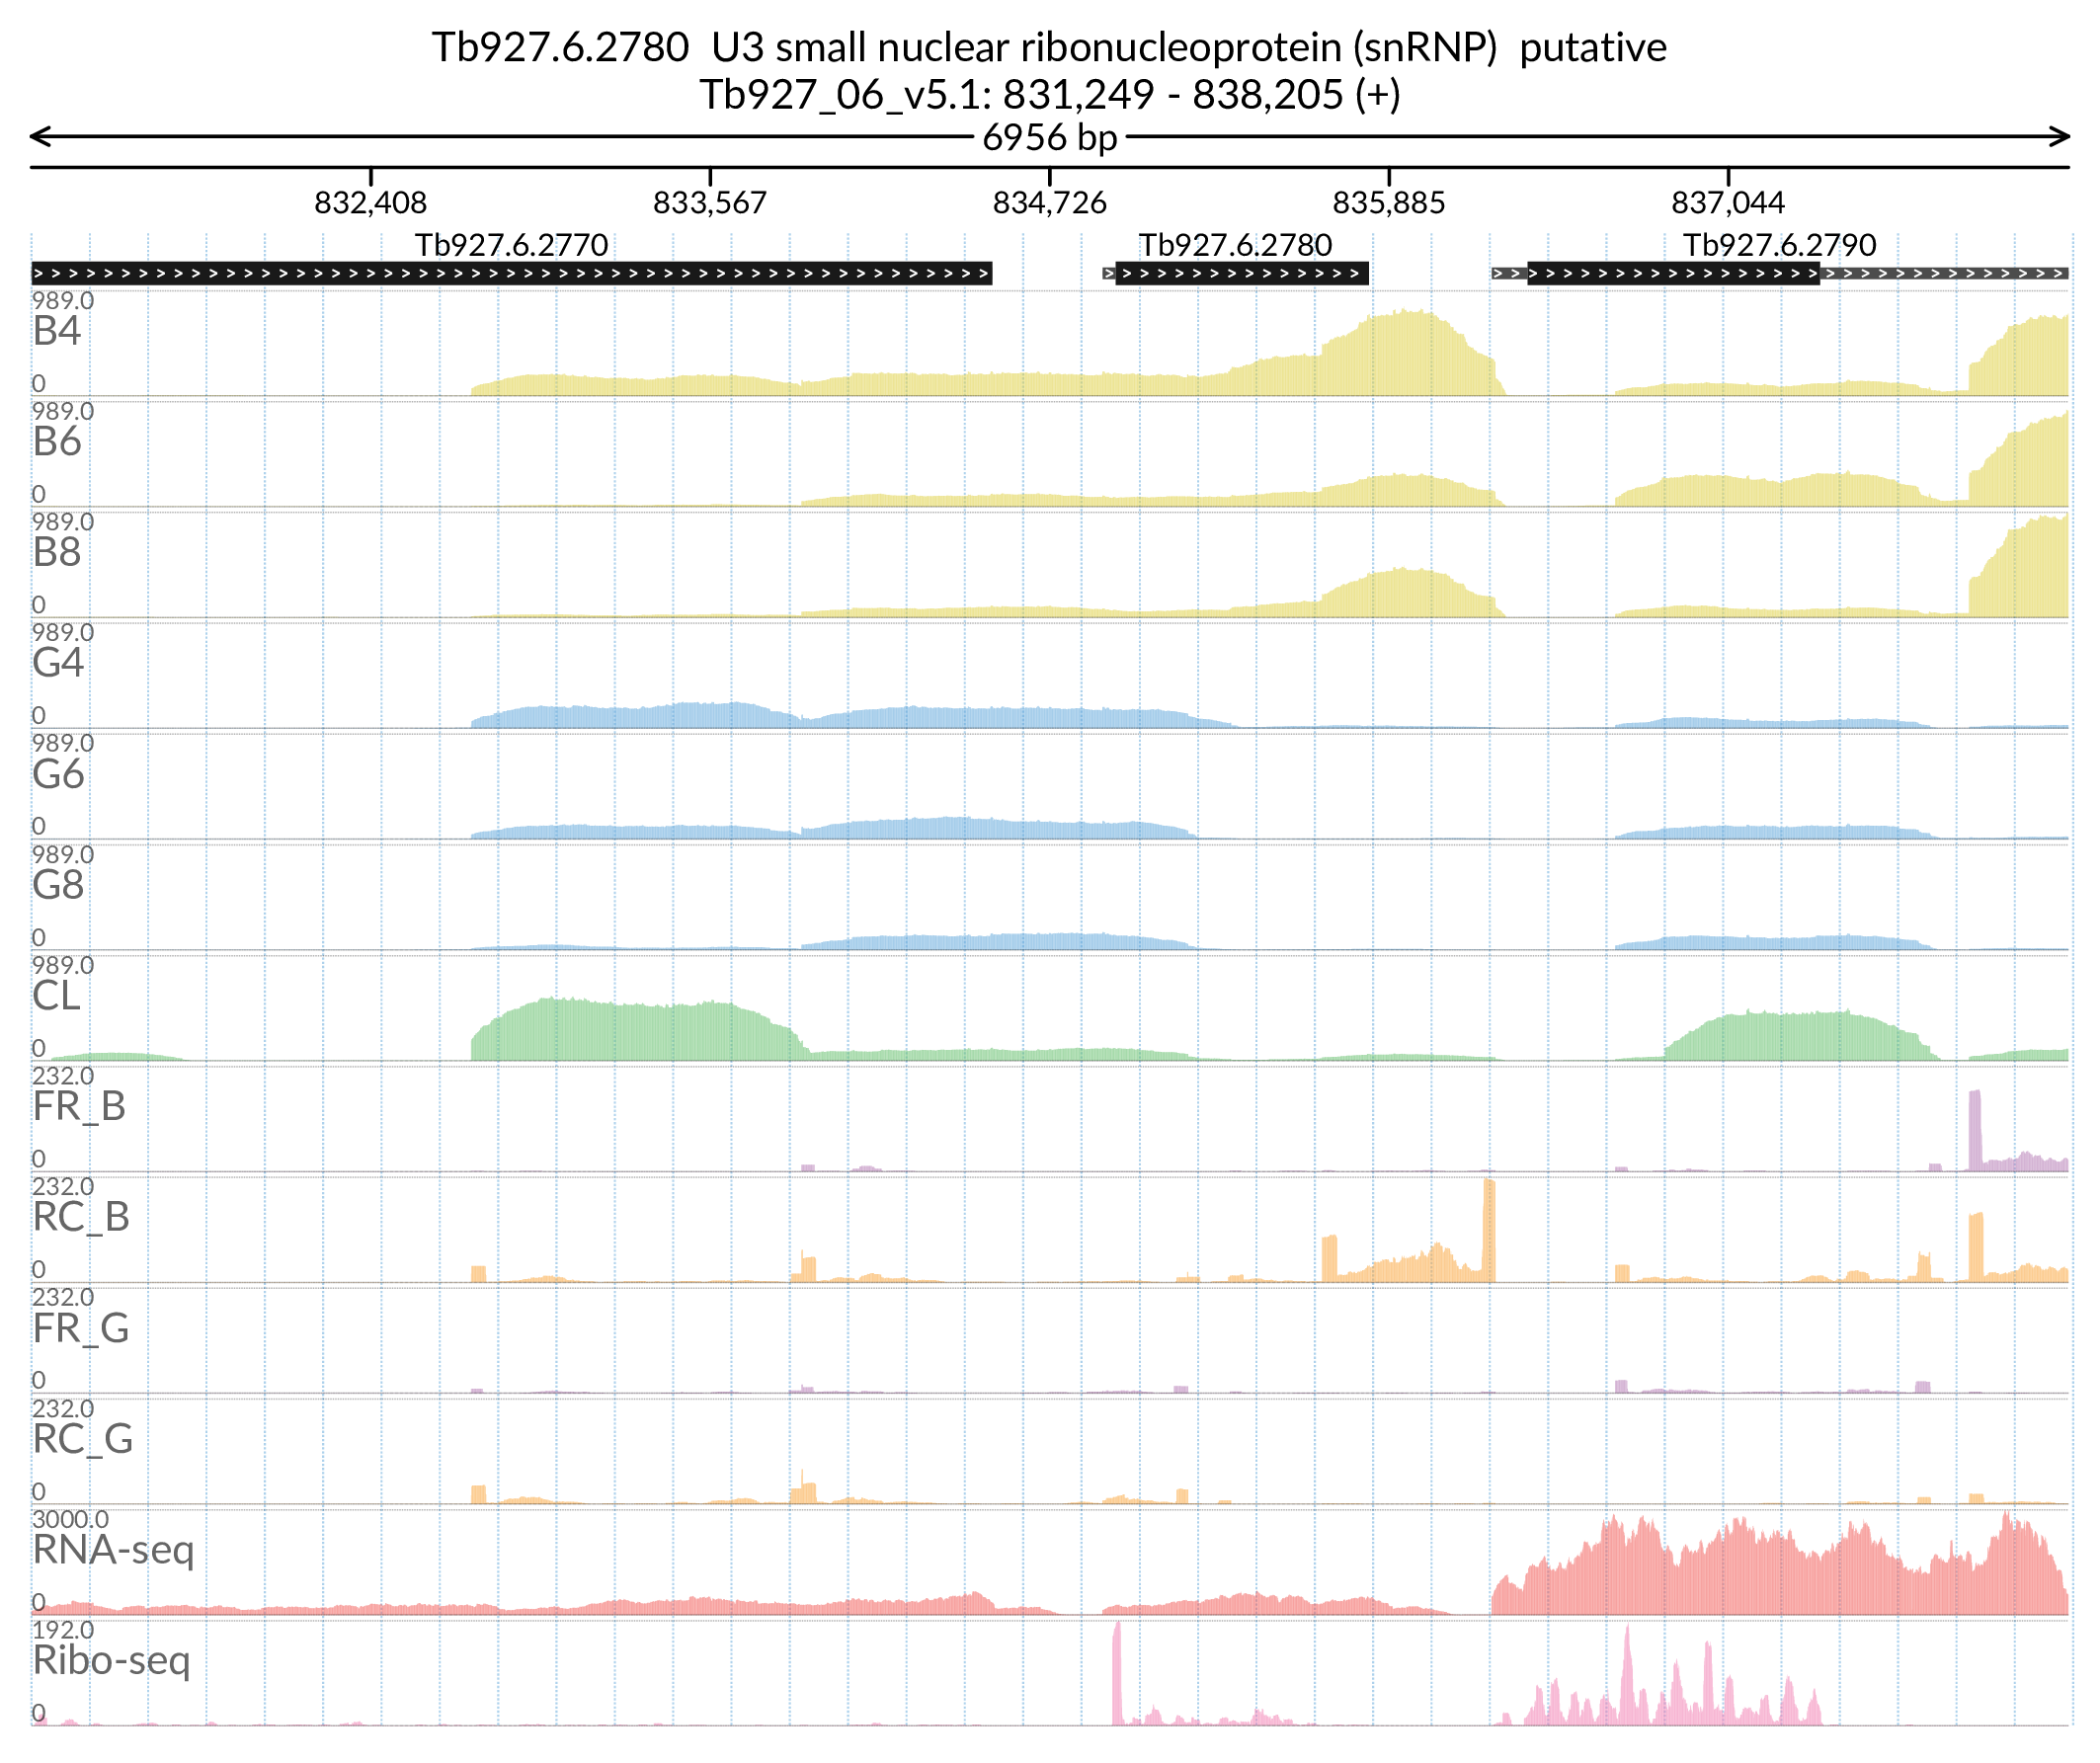 Tb927.6.2780 U3 small nuclear ribonucleoprotein (snRNP) putative
Tb927_06_v5.1: 831,249 - 838,205 (+)
6956 bp
832,408 833,567 834,726 835,885 837,044
Tb927.6.2770 Tb927.6.2780 Tb927.6.2790
989.0
B4
0
989.0
B6
0
989.0
B8
0
989.0
G4
0
989.0
G6
0
989.0
G8
0
989.0
CL
0
232.0
FR_B
0
232.0
RC_B
0
232.0
FR_G
0
232.0
RC_G
0
3000.0
RNA-seq
0
192.0
Ribo-seq
0